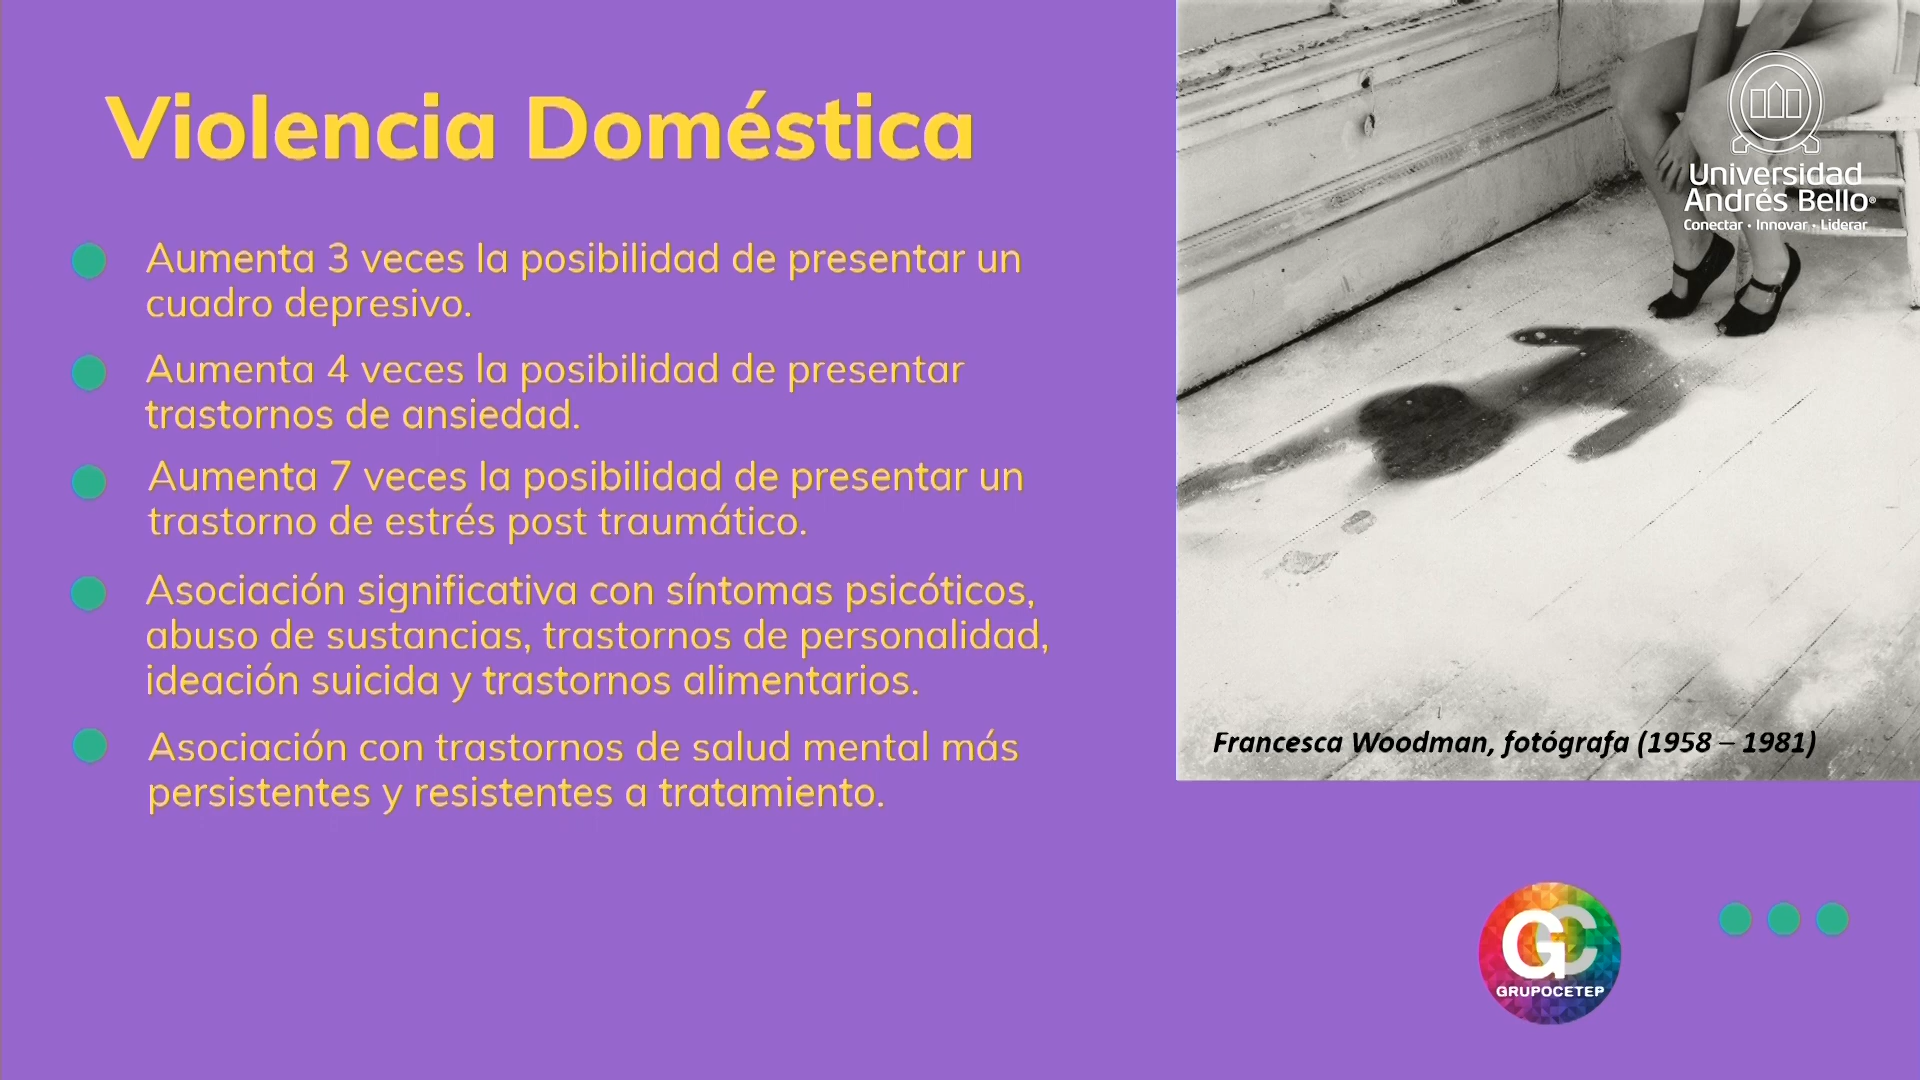 Violencia Doméstica
Aumenta 3 veces la posibilidad de presentar un
cuadro depresivo.
Aumenta 4 veces la posibilidad de presentar
trastornos de ansiedad.
Aumenta 7 veces la posibilidad de presentar un
trastorno de estrés post traumático.
Asociación significativa con síntomas psicóticos,
abuso de sustancias, trastornos de personalidad,
ideación suicida y trastornos alimentarios.
Asociación con trastornos de salud mental más
persistentes y resistentes a tratamiento.
Universidad
Andrés Bello®
Conectar · Innovar · Liderar
Francesca Woodman, fotógrafa (1958 – 1981)
GC
GRUPOCETEP